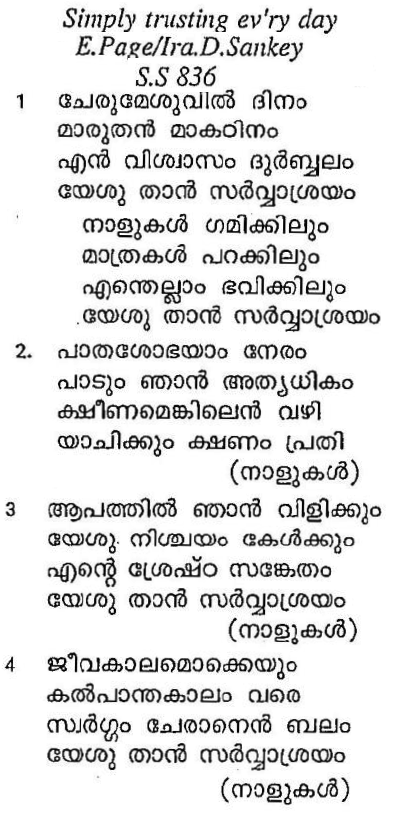 Simply trusting ev'ry day
E.Page/Ira.D.Sankey
S.S 836
1 ചേരുമേശുവിൽ ദിനം
മാരുതൻ മാകഠിനം
എൻ വിശ്വാസം ദുർബ്ബലം
യേശു താൻ സർവ്വാശ്രയം
നാളുകൾ ഗമിക്കിലും
മാത്രകൾ പറക്കിലും
എന്തെല്ലാം ഭവിക്കിലും
യേശു താൻ സർവ്വാശ്രയം
2. പാതശോഭയാം നേരം
പാടും ഞാൻ അത്യധികം
ക്ഷീണമെങ്കിലെൻ വഴി
യാചിക്കും ക്ഷണം പ്രതി
(നാളുകൾ)
3 ആപത്തിൽ ഞാൻ വിളിക്കും
യേശു നിശ്ചയം കേൾക്കും
എന്റെ ശ്രേഷ്ഠ സങ്കേതം
യേശു താൻ സർവ്വാശ്രയം
(നാളുകൾ)
4 ജീവകാലമൊക്കെയും
കൽപാന്തകാലം വരെ
സ്വർഗ്ഗം ചേരാനെൻ ബലം
യേശു താൻ സർവ്വാശ്രയം
(നാളുകൾ)